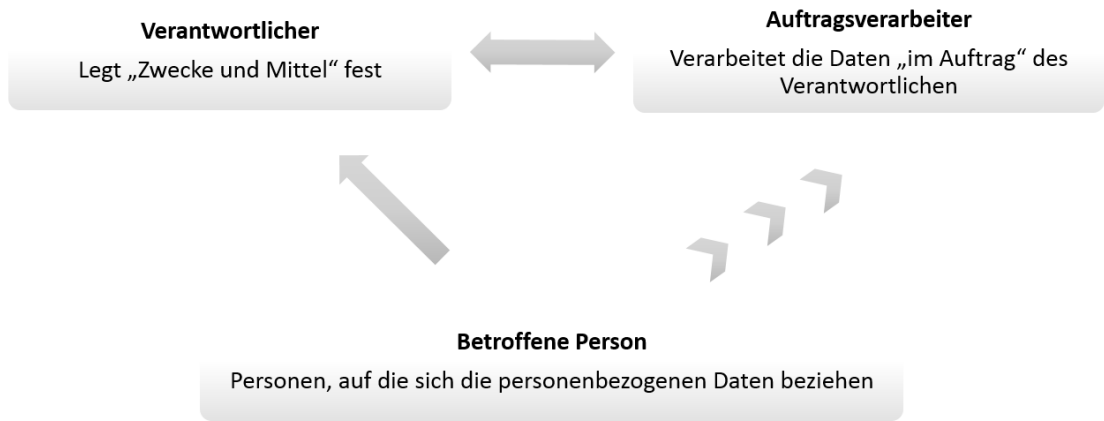 Verantwortlicher
Legt „Zwecke und Mittel“ fest
Auftragsverarbeiter
Verarbeitet die Daten „im Auftrag“ des
Verantwortlichen
Betroffene Person
Personen, auf die sich die personenbezogenen Daten beziehen